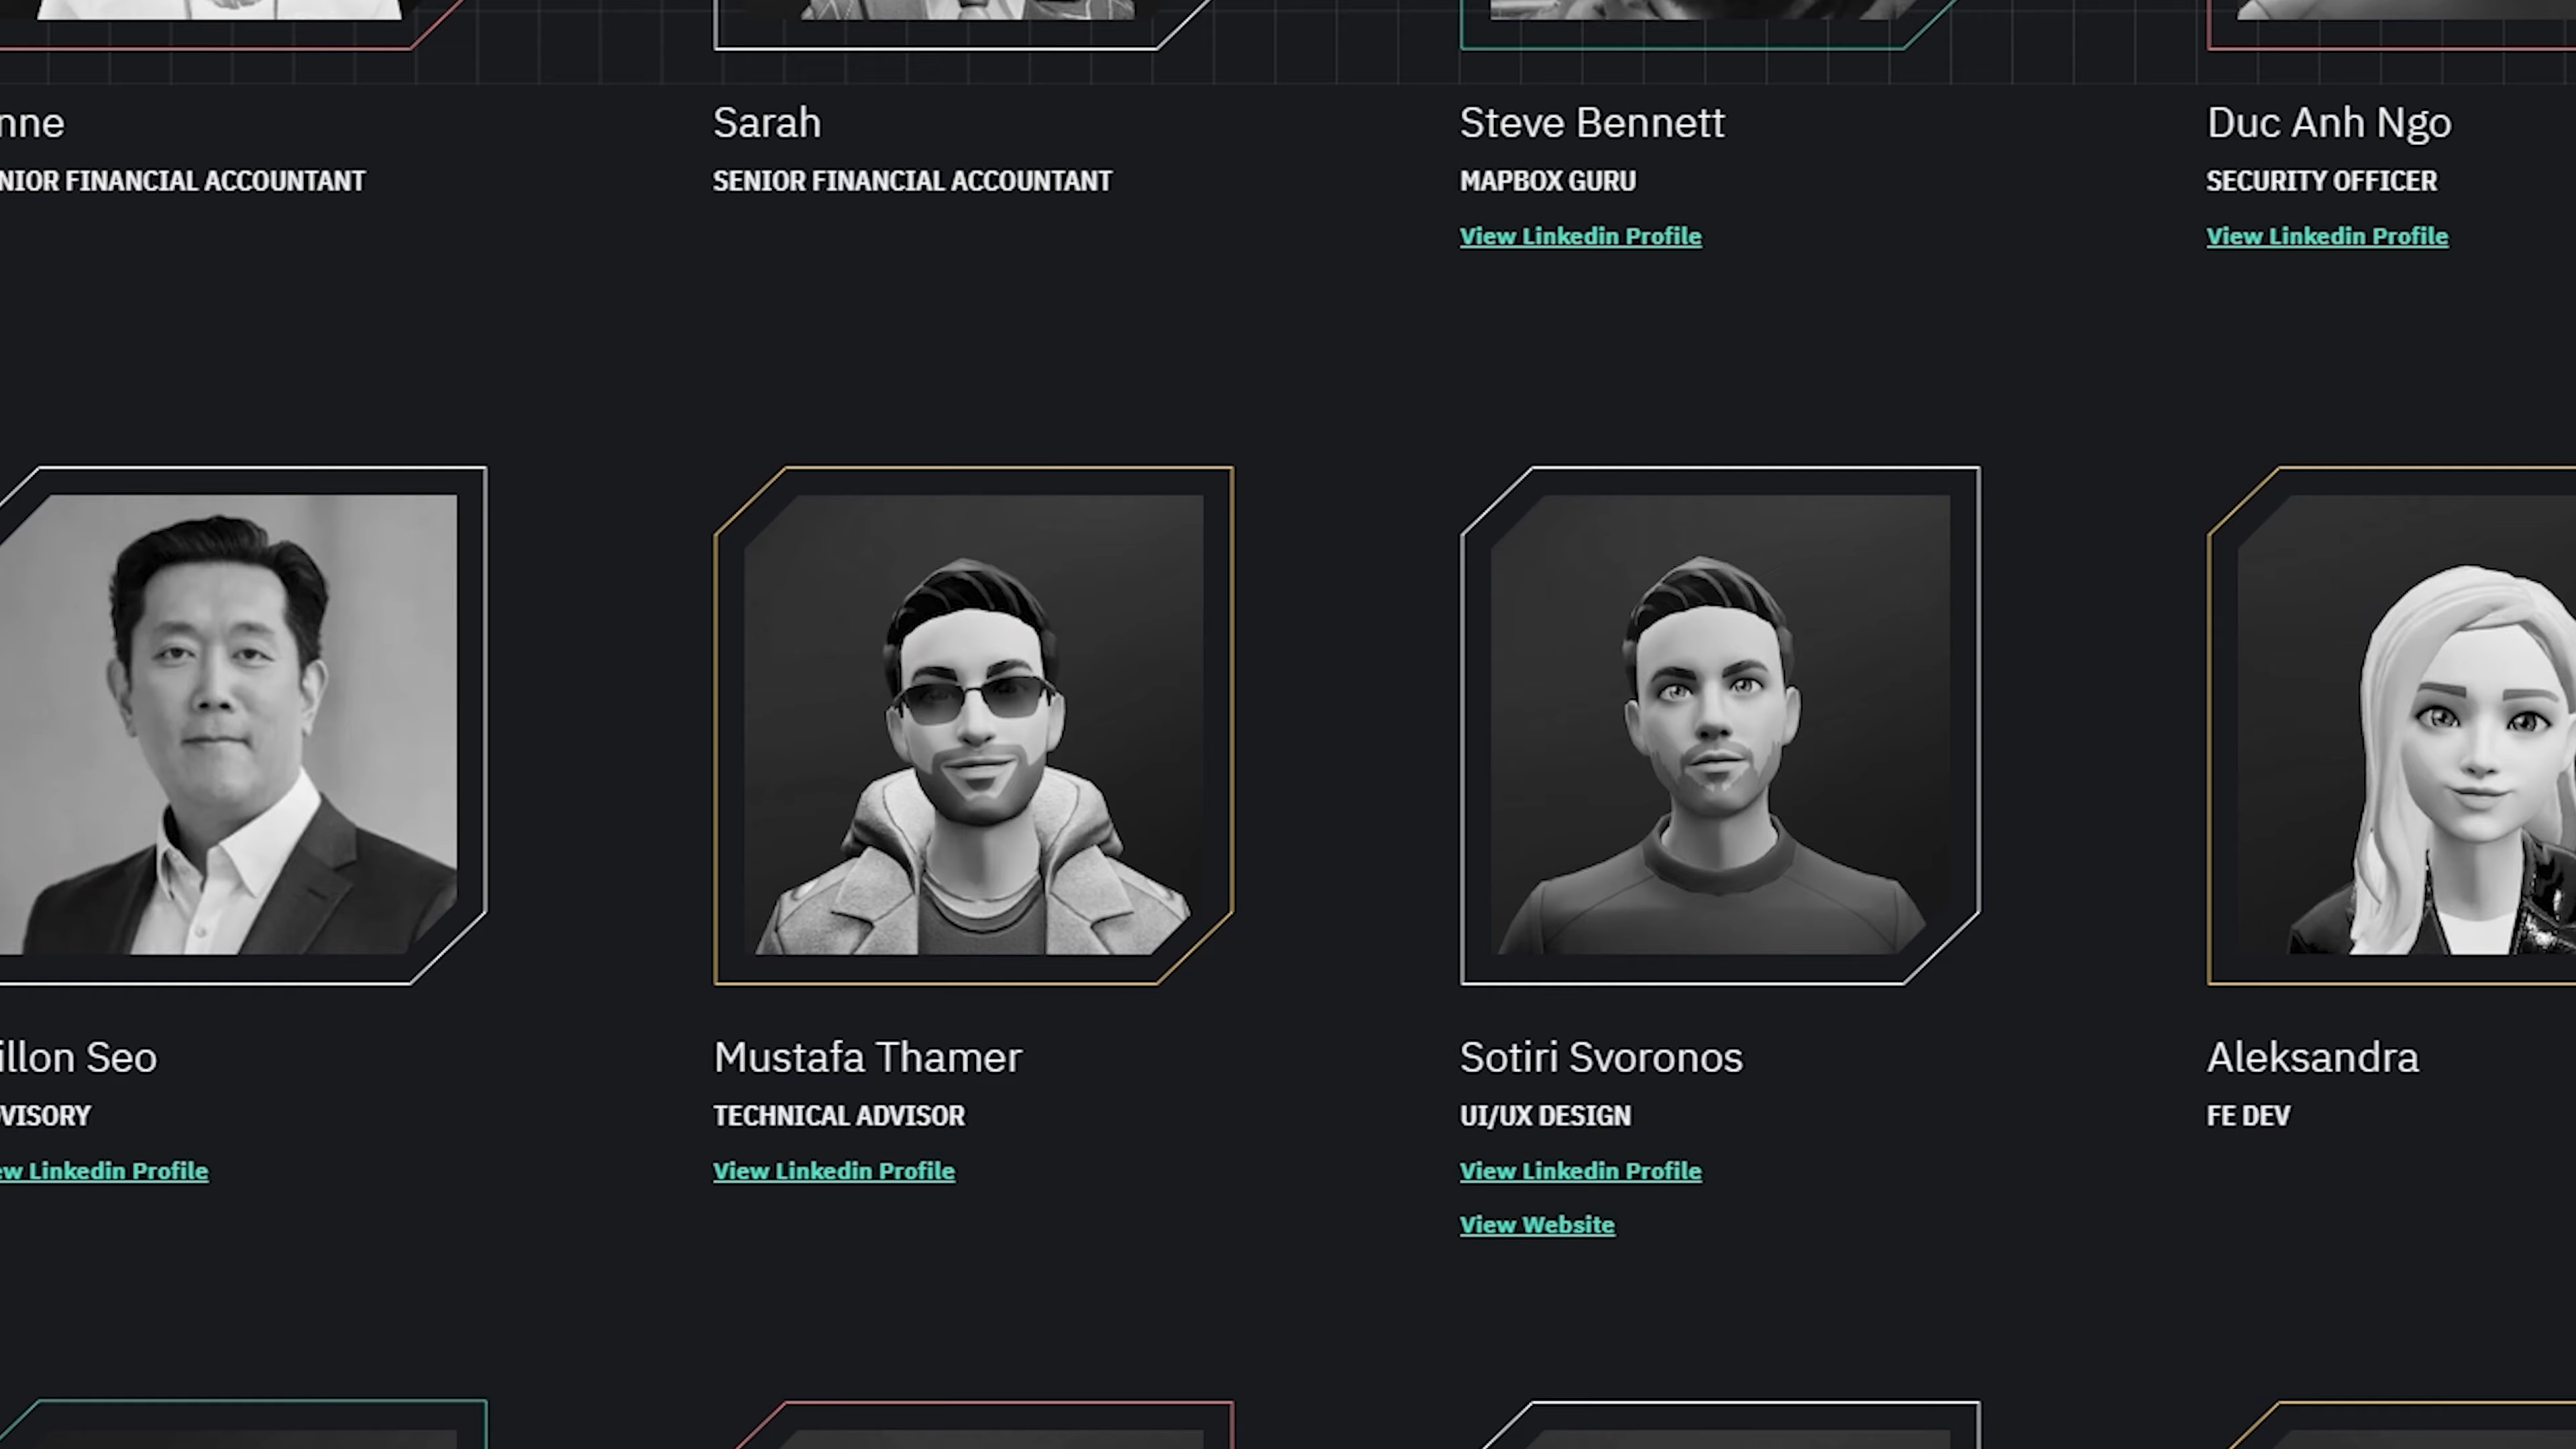 nne
NIOR FINANCIAL ACCOUNTANT
Sarah
SENIOR FINANCIAL ACCOUNTANT
Steve Bennett
MAPBOX GURU
View Linkedin Profile
Duc Anh Ngo
SECURITY OFFICER
View Linkedin Profile
illon Seo
VISORY
ew Linkedin Profile
Mustafa Thamer
TECHNICAL ADVISOR
View Linkedin Profile
Sotiri Svoronos
UI/UX DESIGN
View Linkedin Profile
View Website
Aleksandra
FE DEV